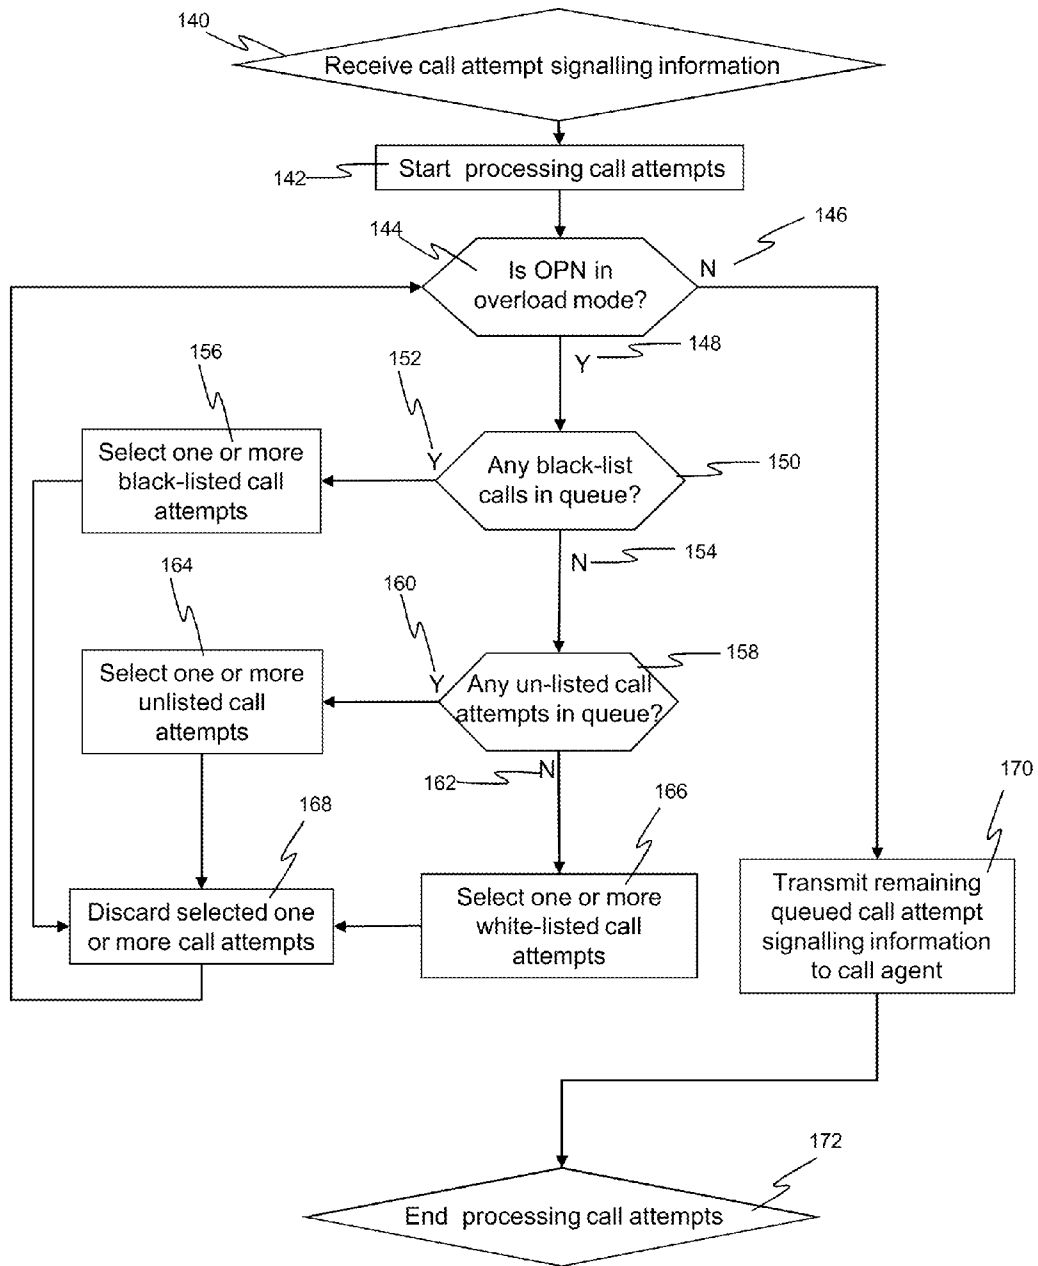 140
Receive call attempt signalling information
142
Start processing call attempts
144
146
Is OPN in
overload mode?
N
148
Y
156
152
Select one or more
black-listed call
attempts
Y
Any black-list
calls in queue?
150
N
154
164
160
158
Select one or more
unlisted call
attempts
Y
Any un-listed call
attempts in queue?
162
N
168
166
170
Discard selected one
or more call attempts
Select one or more
white-listed call
attempts
Transmit remaining
queued call attempt
signalling information
to call agent
172
End processing call attempts